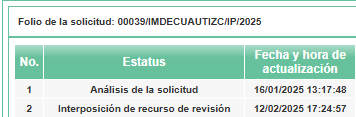 Folio de la solicitud: 00039/IMDECUAUTIZC/IP/2025
No. Estatus Fecha y hora de actualización
1 Análisis de la solicitud 16/01/2025 13:17:48
2 Interposición de recurso de revisión 12/02/2025 17:24:57